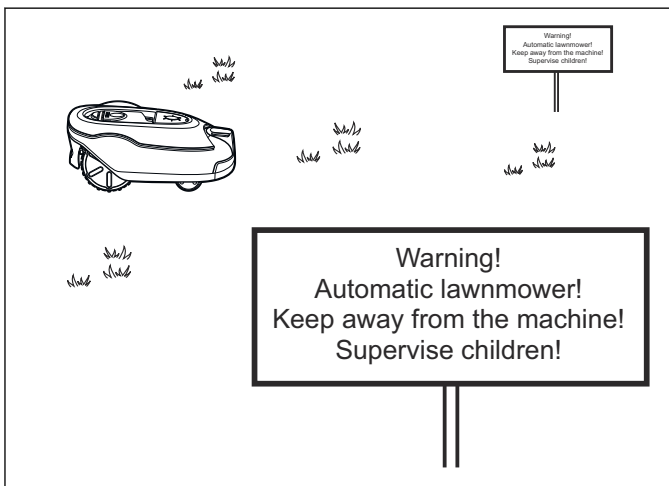 Warning!
Automatic lawnmower!
Keep away from the machine!
Supervise children!
Warning!
Automatic lawnmower!
Keep away from the machine!
Supervise children!